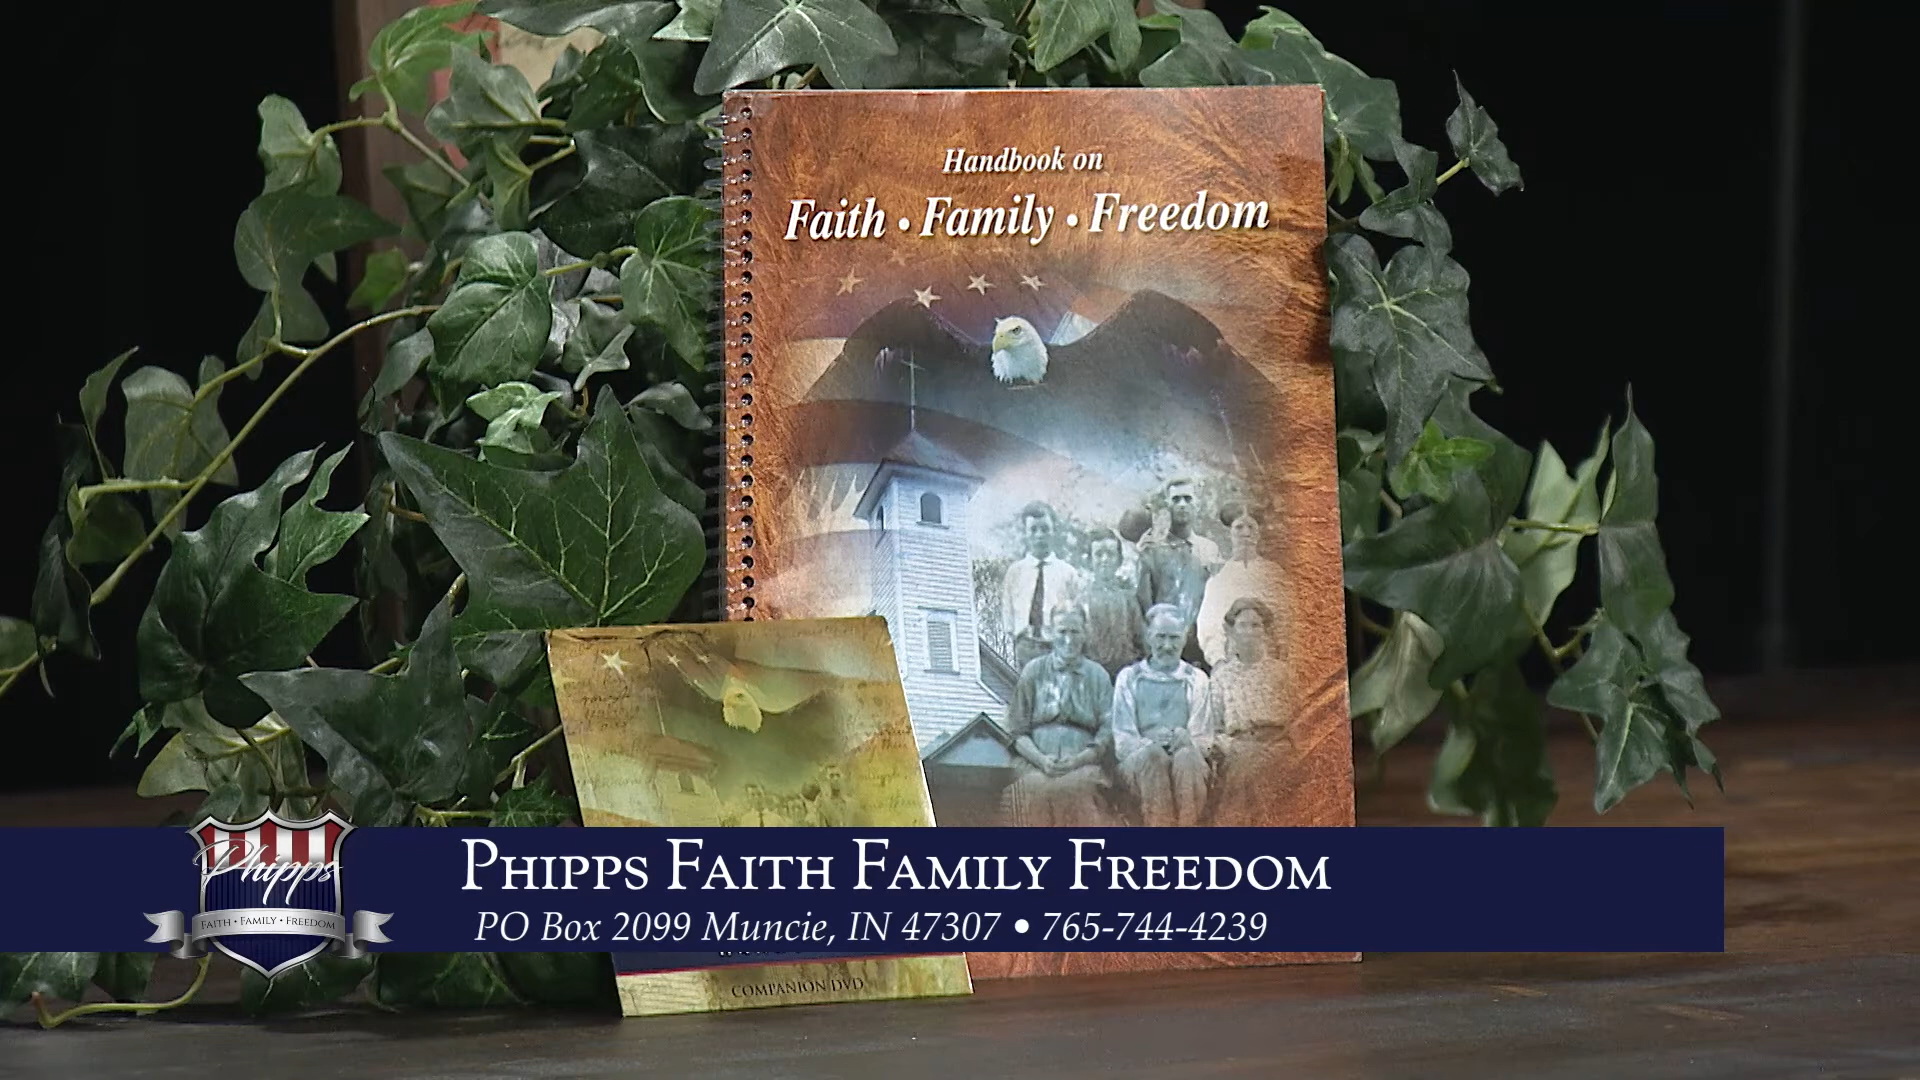 Handbook on
Faith • Family • Freedom
Phipps
FAITH • FAMILY • FREEDOM
PHIPPS FAITH FAMILY FREEDOM
PO Box 2099 Muncie, IN 47307 • 765-744-4239
COMPANION DVD